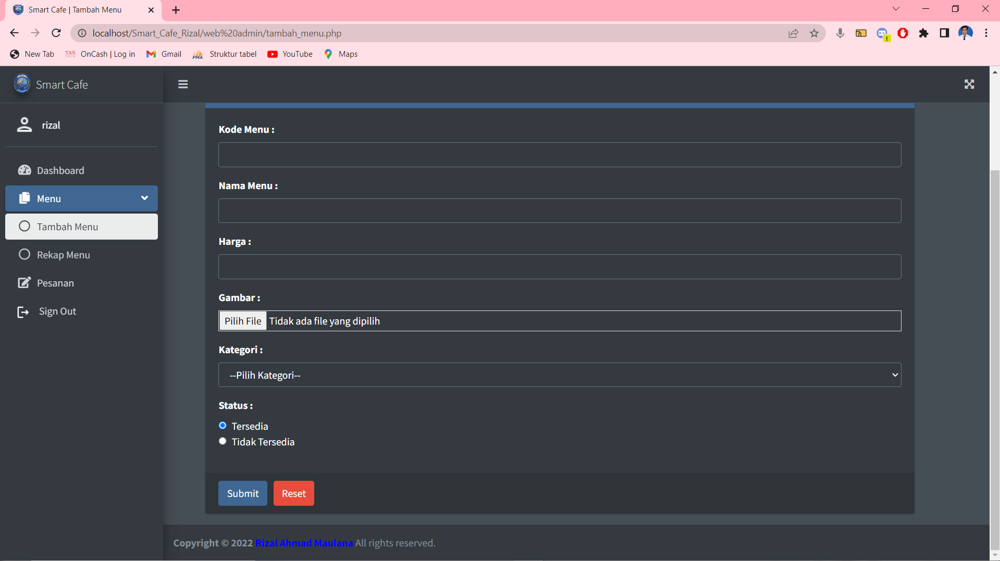 Smart Cafe | Tambah Menu
localhost/Smart_Cafe_Rizal/web%20admin/tambah_menu.php
New Tab
TAN
SKIN
OnCash | Log in
Gmail
PMA
Struktur tabel
YouTube
Maps
Smart Cafe
rizal
Dashboard
Menu
Tambah Menu
Rekap Menu
Pesanan
Sign Out
Kode Menu :
Nama Menu :
Harga :
Gambar :
Pilih File Tidak ada file yang dipilih
Kategori :
--Pilih Kategori--
Status :
Tersedia
Tidak Tersedia
Submit Reset
Copyright © 2022 Rizal Ahmad Maulana All rights reserved.